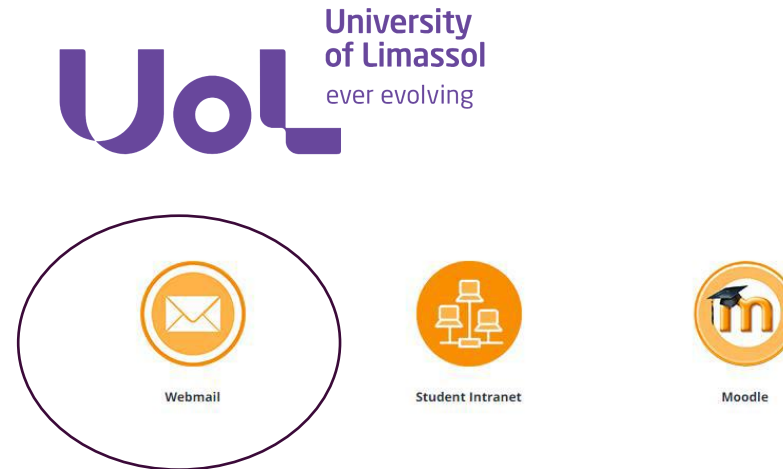 UoL
University
of Limassol
ever evolving
m
Webmail
Student Intranet
Moodle